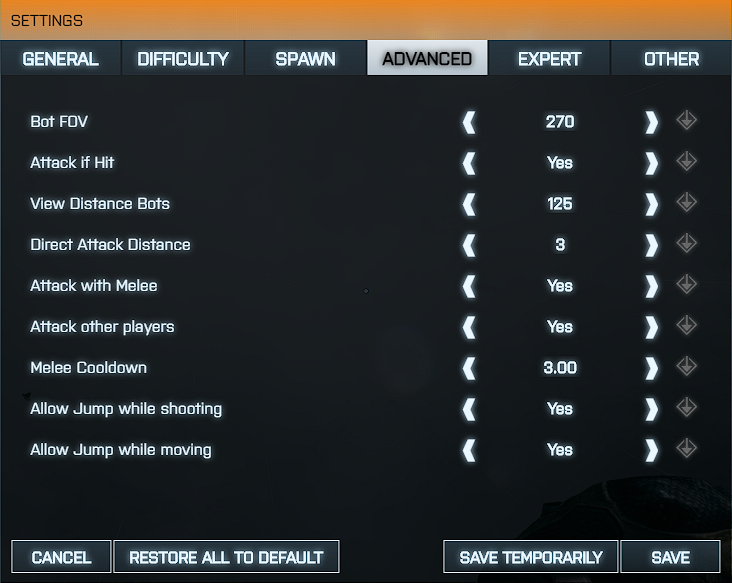 SETTINGS
GENERAL DIFFICULTY SPAWN ADVANCED EXPERT OTHER
Bot FOV 270
Attack if Hit Yes
View Distance Bots 125
Direct Attack Distance 3
Attack with Melee Yes
Attack other players Yes
Melee Cooldown 3.00
Allow Jump while shooting Yes
Allow Jump while moving Yes
CANCEL RESTORE ALL TO DEFAULT SAVE TEMPORARILY SAVE